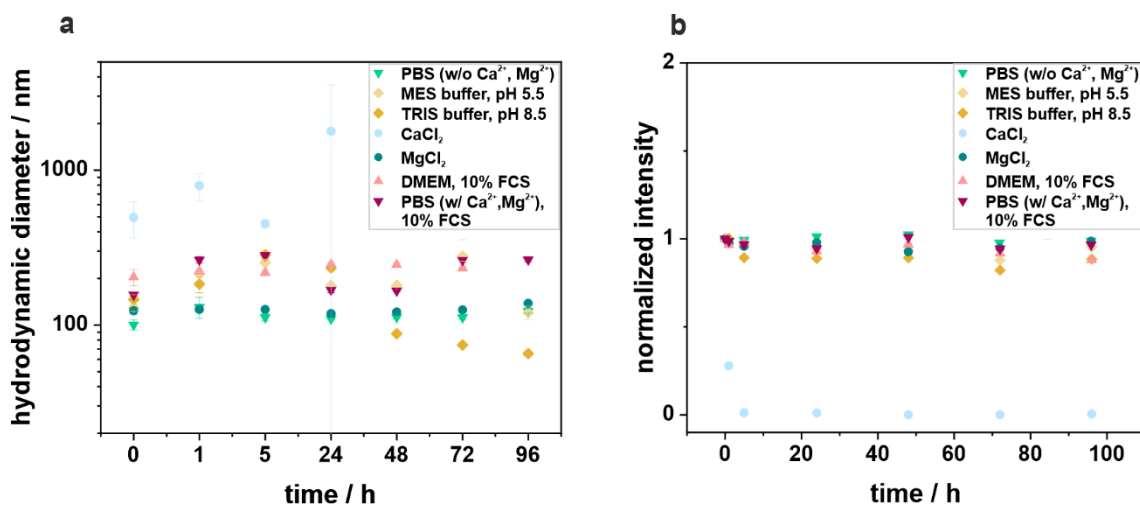 a
hydrodynamic diameter / nm
1000
100
PBS (w/o Ca²⁺, Mg²⁺)
MES buffer, pH 5.5
TRIS buffer, pH 8.5
CaCl₂
MgCl₂
DMEM, 10% FCS
PBS (w/ Ca²⁺,Mg²⁺),
10% FCS
0 1 5 24 48 72 96
time / h
b
normalized intensity
2
1
0
PBS (w/o Ca²⁺, Mg²⁺)
MES buffer, pH 5.5
TRIS buffer, pH 8.5
CaCl₂
MgCl₂
DMEM, 10% FCS
PBS (w/ Ca²⁺,Mg²⁺),
10% FCS
0 20 40 60 80 100
time / h